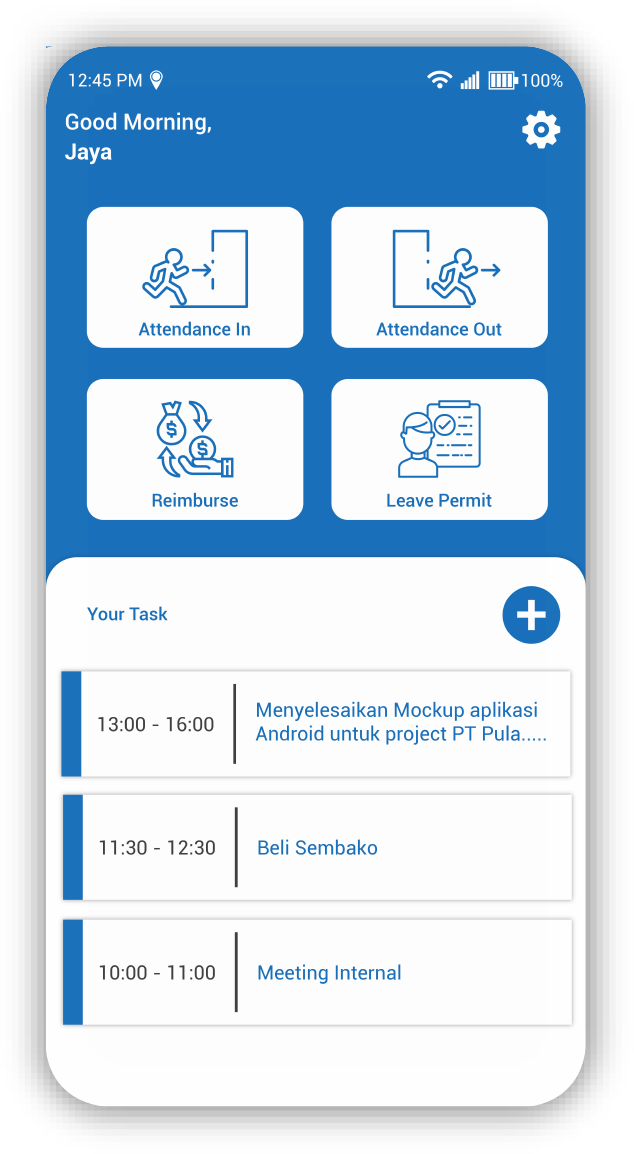 12:45 PM
100%
Good Morning,
Jaya
Attendance In
Attendance Out
Reimburse
Leave Permit
Your Task
13:00 - 16:00
Menyelesaikan Mockup aplikasi
Android untuk project PT Pula.....
11:30 - 12:30
Beli Sembako
10:00 - 11:00
Meeting Internal